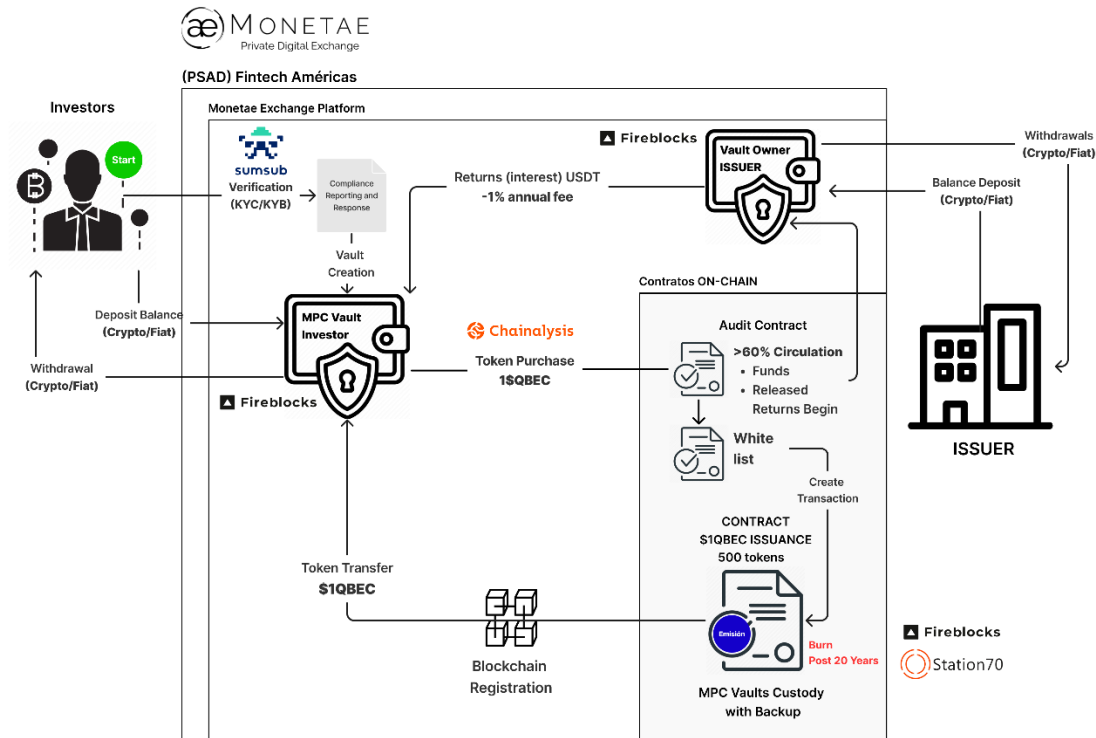 æ MONETAE
Private Digital Exchange
(PSAD) Fintech Américas
Investors
Monetae Exchange Platform
Start
sumsub
Verification
(KYC/KYB)
Compliance
Reporting and
Response
Vault
Creation
Returns (interest) USDT
-1% annual fee
Fireblocks
Vault Owner
ISSUER
Withdrawals
(Crypto/Fiat)
Balance Deposit
(Crypto/Fiat)
Deposit Balance
(Crypto/Fiat)
Withdrawal
(Crypto/Fiat)
MPC Vault
Investor
Fireblocks
Chainalysis
Token Purchase
1$QBEC
Contratos ON-CHAIN
Audit Contract
>60% Circulation
• Funds
• Released
Returns Begin
White
list
Create
Transaction
ISSUER
CONTRACT
$1QBEC ISSUANCE
500 tokens
Emisión
Burn
Post 20 Years
MPC Vaults Custody
with Backup
Token Transfer
$1QBEC
Blockchain
Registration
Fireblocks
Station70